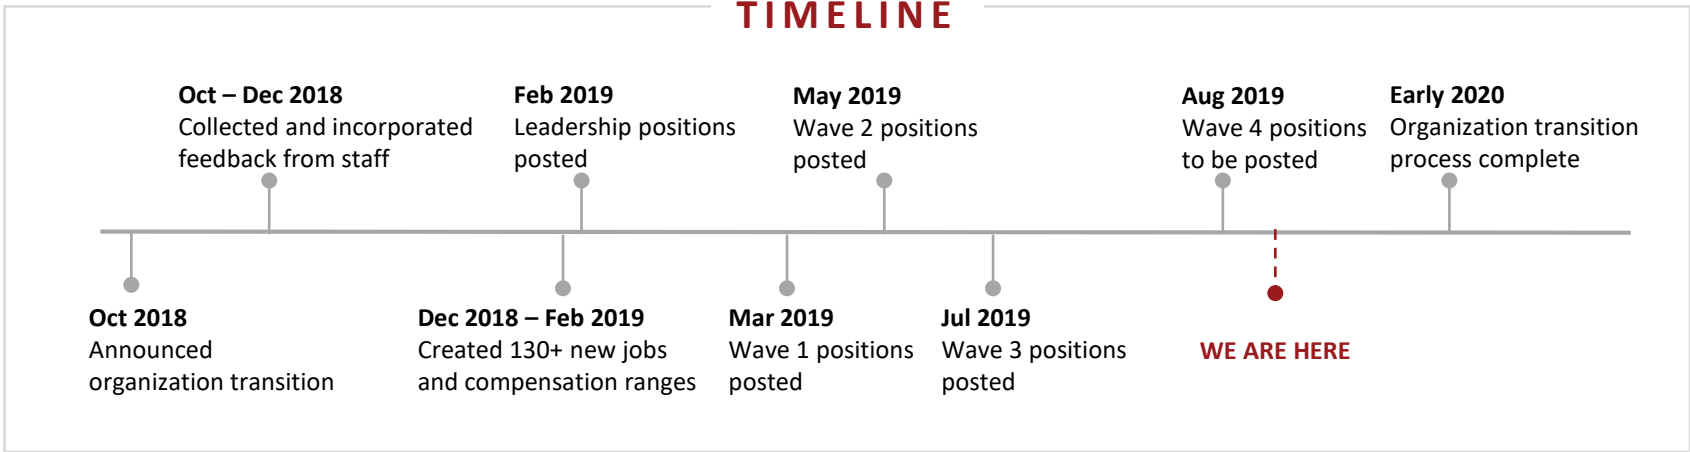 TIMELINE
Oct – Dec 2018
Collected and incorporated
feedback from staff
Feb 2019
Leadership positions
posted
May 2019
Wave 2 positions
posted
Aug 2019
Wave 4 positions
to be posted
Early 2020
Organization transition
process complete
Oct 2018
Announced
organization transition
Dec 2018 – Feb 2019
Created 130+ new jobs
and compensation ranges
Mar 2019
Wave 1 positions
posted
Jul 2019
Wave 3 positions
posted
WE ARE HERE